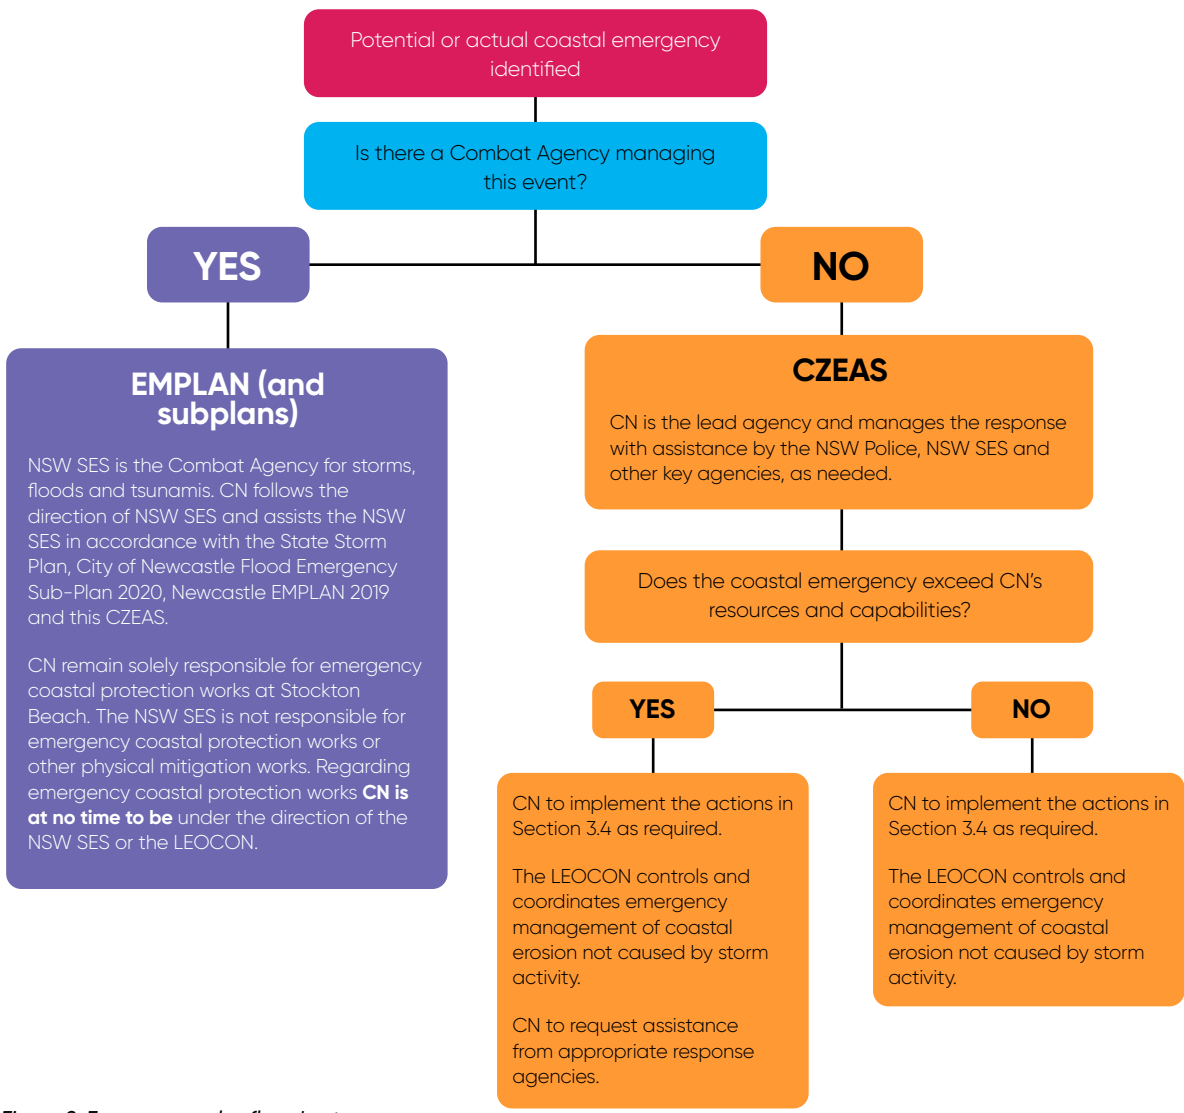 Potential or actual coastal emergency
identified
Is there a Combat Agency managing
this event?
YES
NO
EMPLAN (and
subplans)
NSW SES is the Combat Agency for storms,
floods and tsunamis. CN follows the
direction of NSW SES and assists the NSW
SES in accordance with the State Storm
Plan, City of Newcastle Flood Emergency
Sub-Plan 2020, Newcastle EMPLAN 2019
and this CZEAS.
CN remain solely responsible for emergency
coastal protection works at Stockton
Beach. The NSW SES is not responsible for
emergency coastal protection works or
other physical mitigation works. Regarding
emergency coastal protection works CN is
at no time to be under the direction of the
NSW SES or the LEOCON.
CZEAS
CN is the lead agency and manages the response
with assistance by the NSW Police, NSW SES and
other key agencies, as needed.
Does the coastal emergency exceed CN’s
resources and capabilities?
YES
NO
CN to implement the actions in
Section 3.4 as required.
The LEOCON controls and
coordinates emergency
management of coastal
erosion not caused by storm
activity.
CN to request assistance
from appropriate response
agencies.
CN to implement the actions in
Section 3.4 as required.
The LEOCON controls and
coordinates emergency
management of coastal
erosion not caused by storm
activity.